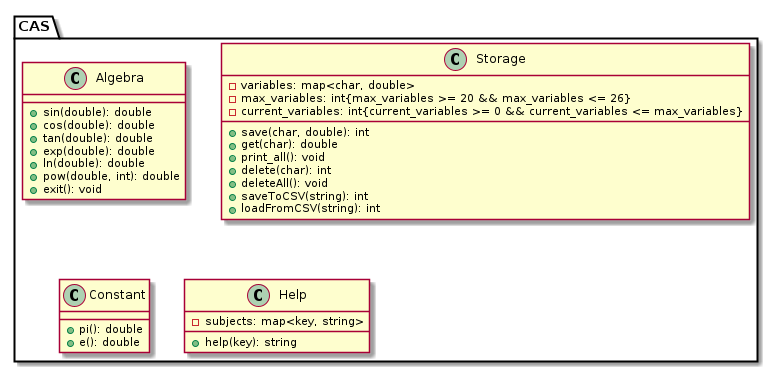 CAS
C Algebra
sin(double): double
cos(double): double
tan(double): double
exp(double): double
ln(double): double
pow(double, int): double
exit(): void
C Storage
variables: map<char, double>
max_variables: int{max_variables >= 20 && max_variables <= 26}
current_variables: int{current_variables >= 0 && current_variables <= max_variables}
save(char, double): int
get(char): double
print_all(): void
delete(char): int
deleteAll(): void
saveToCSV(string): int
loadFromCSV(string): int
C Constant
pi(): double
e(): double
C Help
subjects: map<key, string>
help(key): string